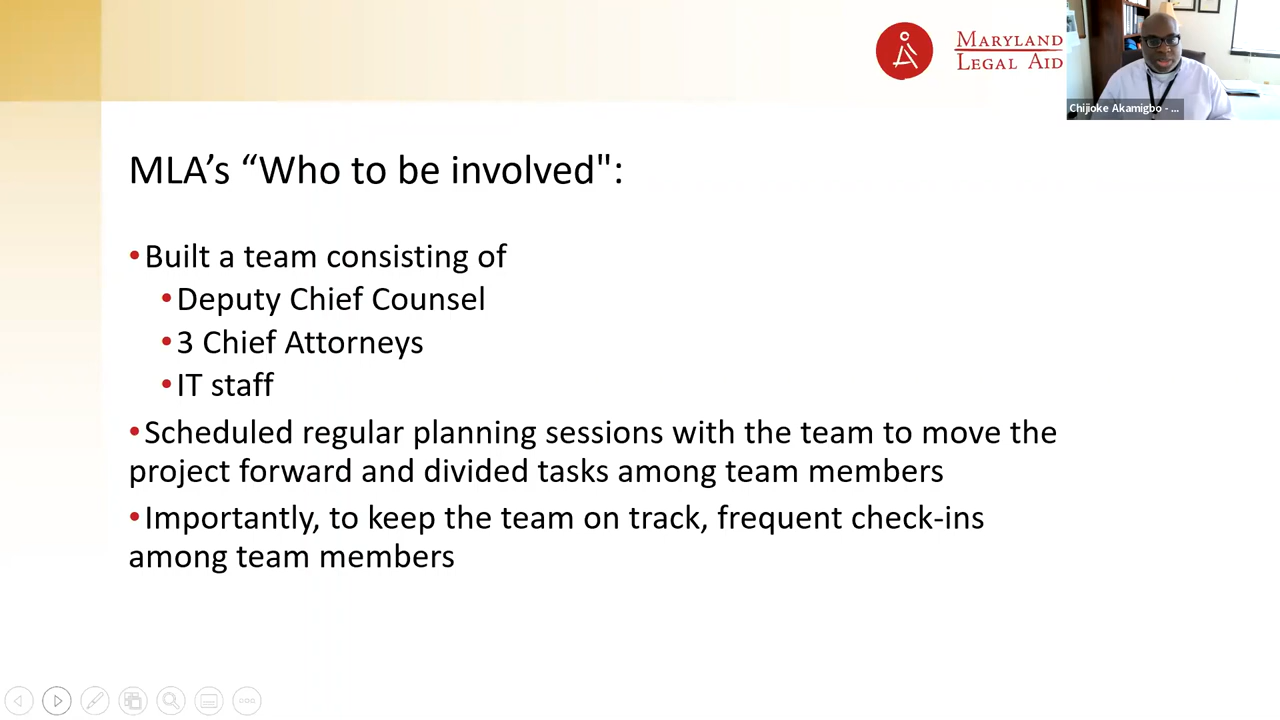 MARYLAND
LEGAL AID
Chijioke Akamigbo - ...
MLA’s “Who to be involved":
•Built a team consisting of
•Deputy Chief Counsel
•3 Chief Attorneys
•IT staff
•Scheduled regular planning sessions with the team to move the
project forward and divided tasks among team members
•Importantly, to keep the team on track, frequent check-ins
among team members